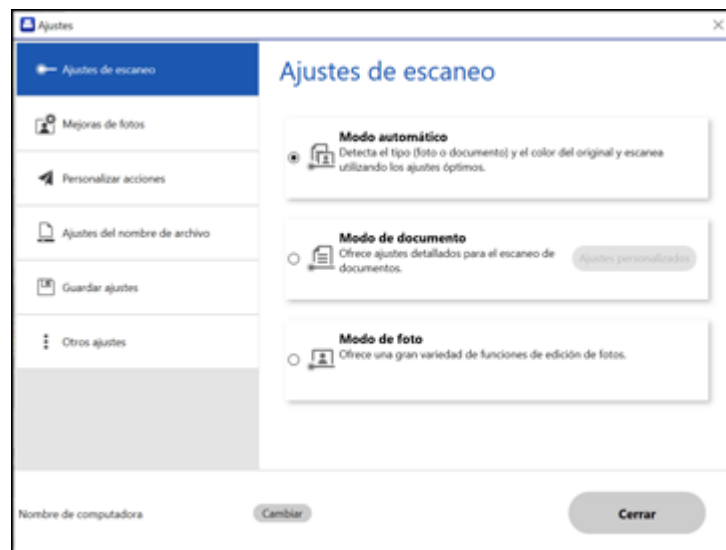 Ajustes
Ajustes de escaneo
Mejoras de fotos
Personalizar acciones
Ajustes del nombre de archivo
Guardar ajustes
Otros ajustes
Ajustes de escaneo
Modo automático
Detecta el tipo (foto o documento) y el color del original y escanea
utilizando los ajustes óptimos.
Modo de documento
Ofrece ajustes detallados para el escaneo de
documentos.
Ajustes personalizados
Modo de foto
Ofrece una gran variedad de funciones de edición de fotos.
Nombre de computadora
Cambiar
Cerrar